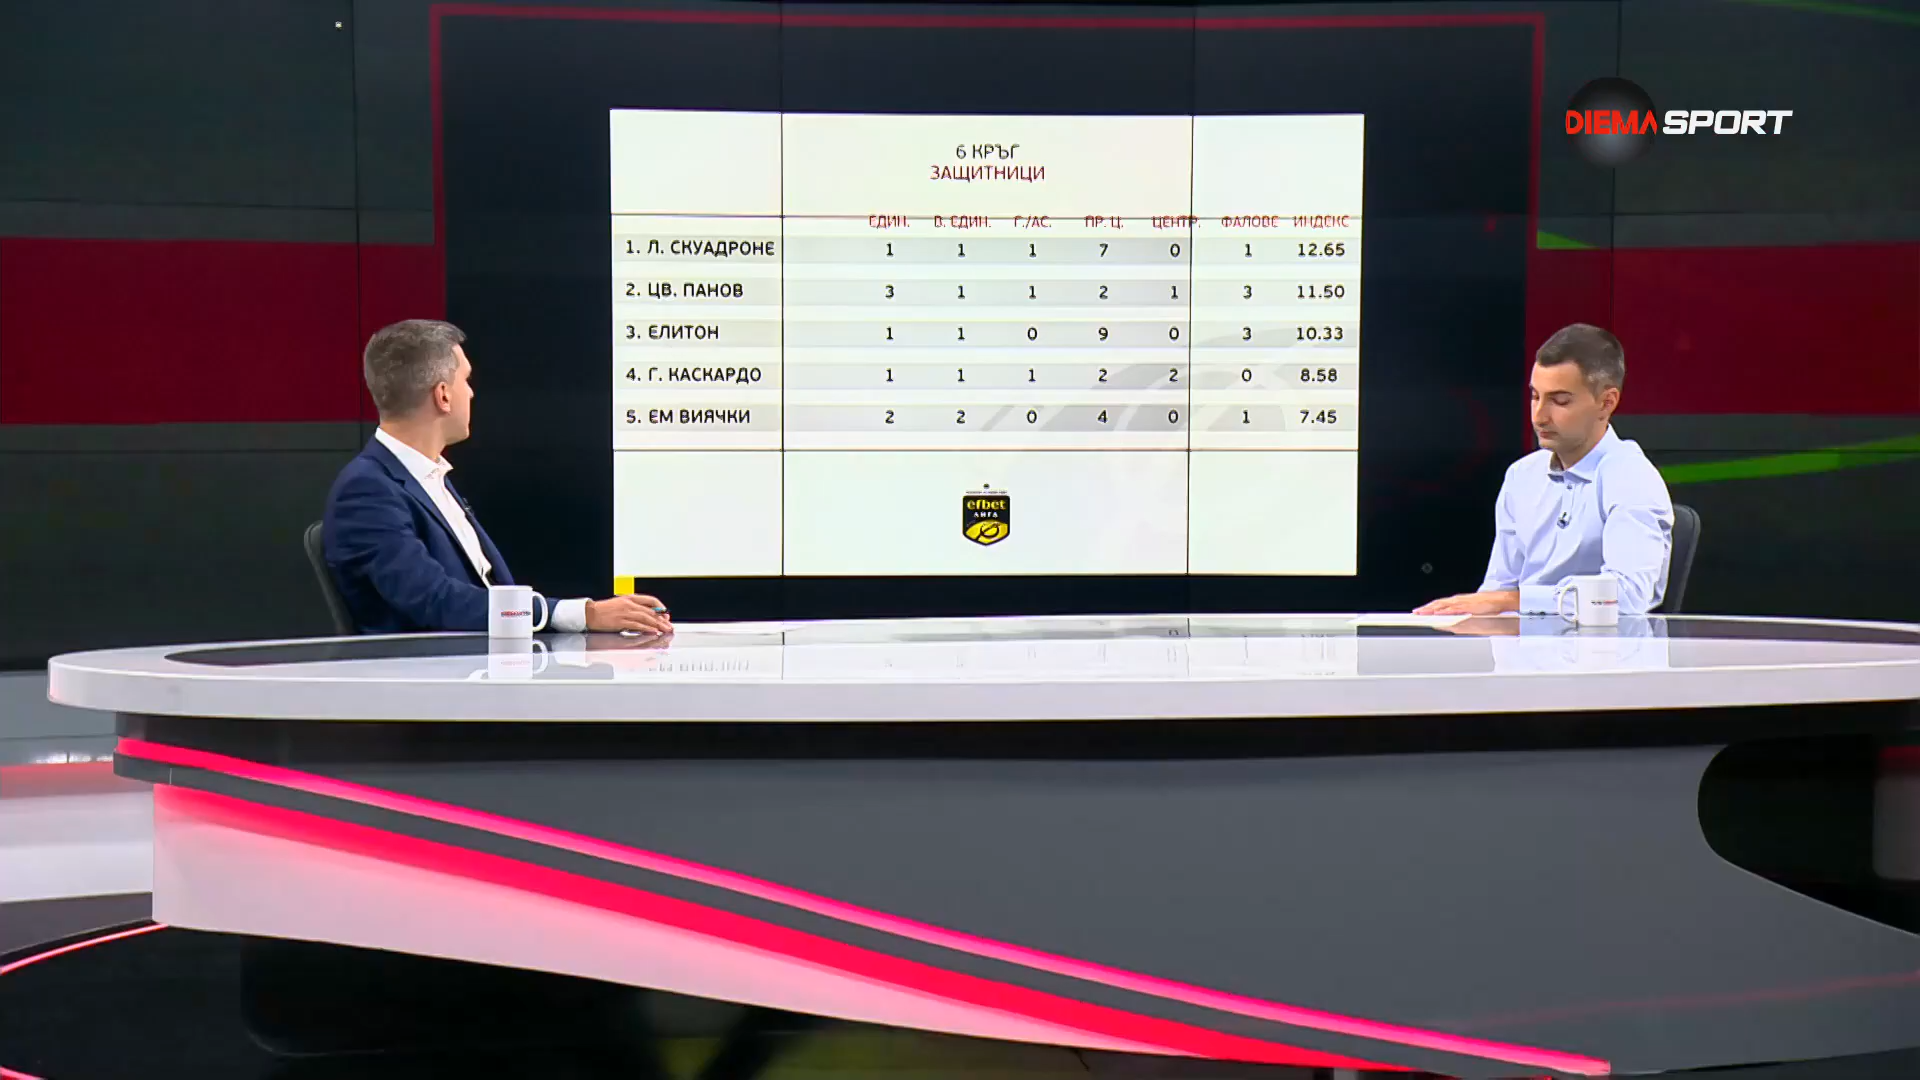 DIEMA SPORT
6 КРЪГ
ЗАЩИТНИЦИ
ЕДИН. В. ЕДИН. Г./АС. ПР. Ц. ЦЕНТР. ФАЛОВЕ ИНДЕКС
1. Л. СКУАДРОНЕ 1 1 1 7 0 1 12.65
2. ЦВ. ПАНОВ 3 1 1 2 1 3 11.50
3. ЕЛИТОН 1 1 0 9 0 3 10.33
4. Г. КАСКАРДО 1 1 1 2 2 0 8.58
5. ЕМ ВИЯЧКИ 2 2 0 4 0 1 7.45
efbet
ЛИГА